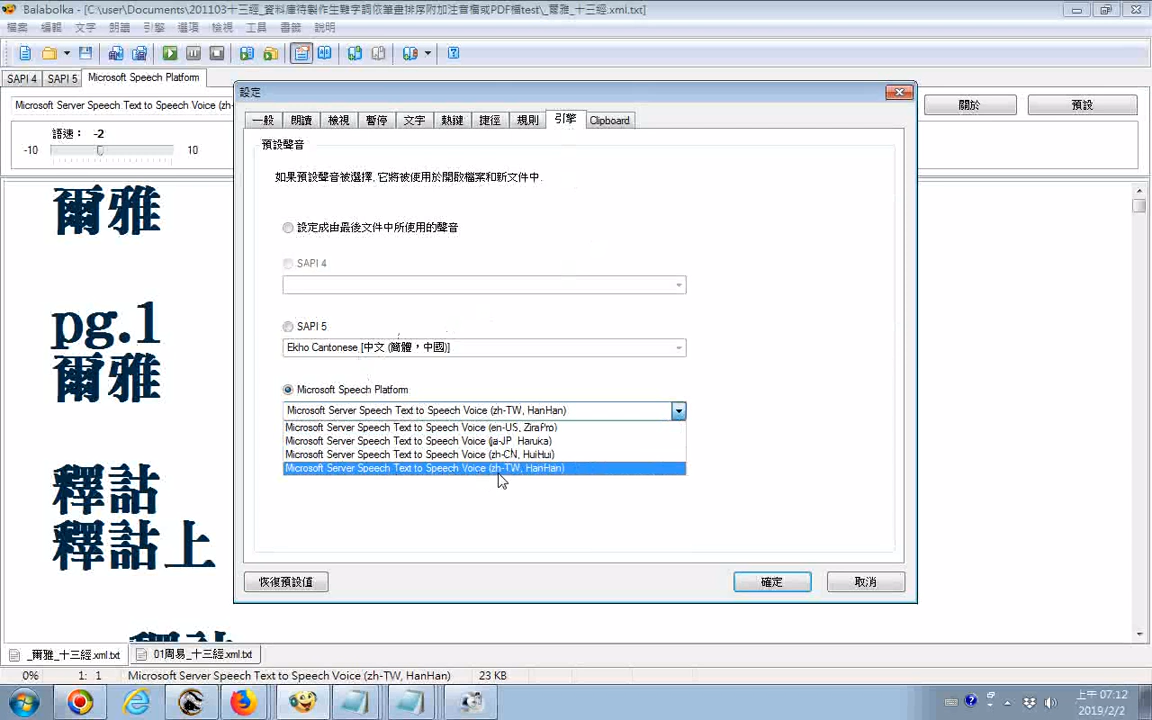 Balabolka - [C:\user\Documents\201103十三經_資料庫待製作生難字詞依筆畫排序附加注音檔或PDF檔test\_爾雅_十三經.xml.txt]
檔案 編輯 文字 朗讀 引擎 選項 檢視 工具 書籤 說明
SAPI 4 SAPI 5 Microsoft Speech Platform
Microsoft Server Speech Text to Speech Voice (zh-
關於 預設
語速： -2
-10 10
爾雅
pg.1
爾雅
釋詁
釋詁上
釋詁
設定
一般 朗讀 檢視 暫停 文字 熱鍵 捷徑 規則 引擎 Clipboard
預設聲音
如果預設聲音被選擇, 它將被使用於開啟檔案和新文件中.
設定成由最後文件中所使用的聲音
SAPI 4
SAPI 5
Ekho Cantonese [中文 (簡體，中國)]
Microsoft Speech Platform
Microsoft Server Speech Text to Speech Voice (zh-TW, HanHan)
Microsoft Server Speech Text to Speech Voice (en-US, ZiraPro)
Microsoft Server Speech Text to Speech Voice (ja-JP Haruka)
Microsoft Server Speech Text to Speech Voice (zh-CN, HuiHui)
Microsoft Server Speech Text to Speech Voice (zh-TW, HanHan)
恢復預設值 確定 取消
_爾雅_十三經.xml.txt 01周易_十三經.xml.txt
0% 1: 1 Microsoft Server Speech Text to Speech Voice (zh-TW, HanHan) 23 KB
上午 07:12
2019/2/2